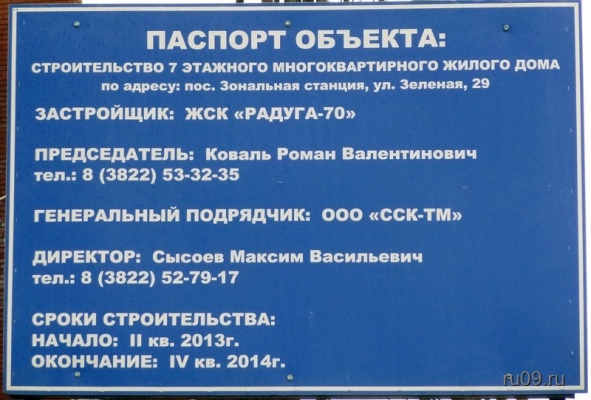 ПАСПОРТ ОБЪЕКТА:
СТРОИТЕЛЬСТВО 7 ЭТАЖНОГО МНОГОКВАРТИРНОГО ЖИЛОГО ДОМА
по адресу: пос. Зональная станция, ул. Зеленая, 29
ЗАСТРОЙЩИК: ЖСК «РАДУГА-70»
ПРЕДСЕДАТЕЛЬ: Коваль Роман Валентинович
тел.: 8 (3822) 53-32-35
ГЕНЕРАЛЬНЫЙ ПОДРЯДЧИК: ООО «ССК-ТМ»
ДИРЕКТОР: Сысоев Максим Васильевич
тел.: 8 (3822) 52-79-17
СРОКИ СТРОИТЕЛЬСТВА:
НАЧАЛО: II кв. 2013г.
ОКОНЧАНИЕ: IV кв. 2014г.
ru09.ru